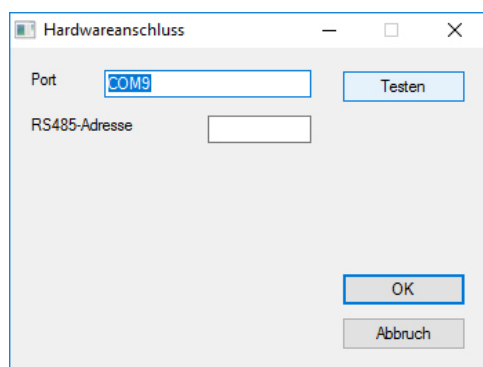 Hardwareanschluss
Port COM9 Testen
RS485-Adresse
OK
Abbruch